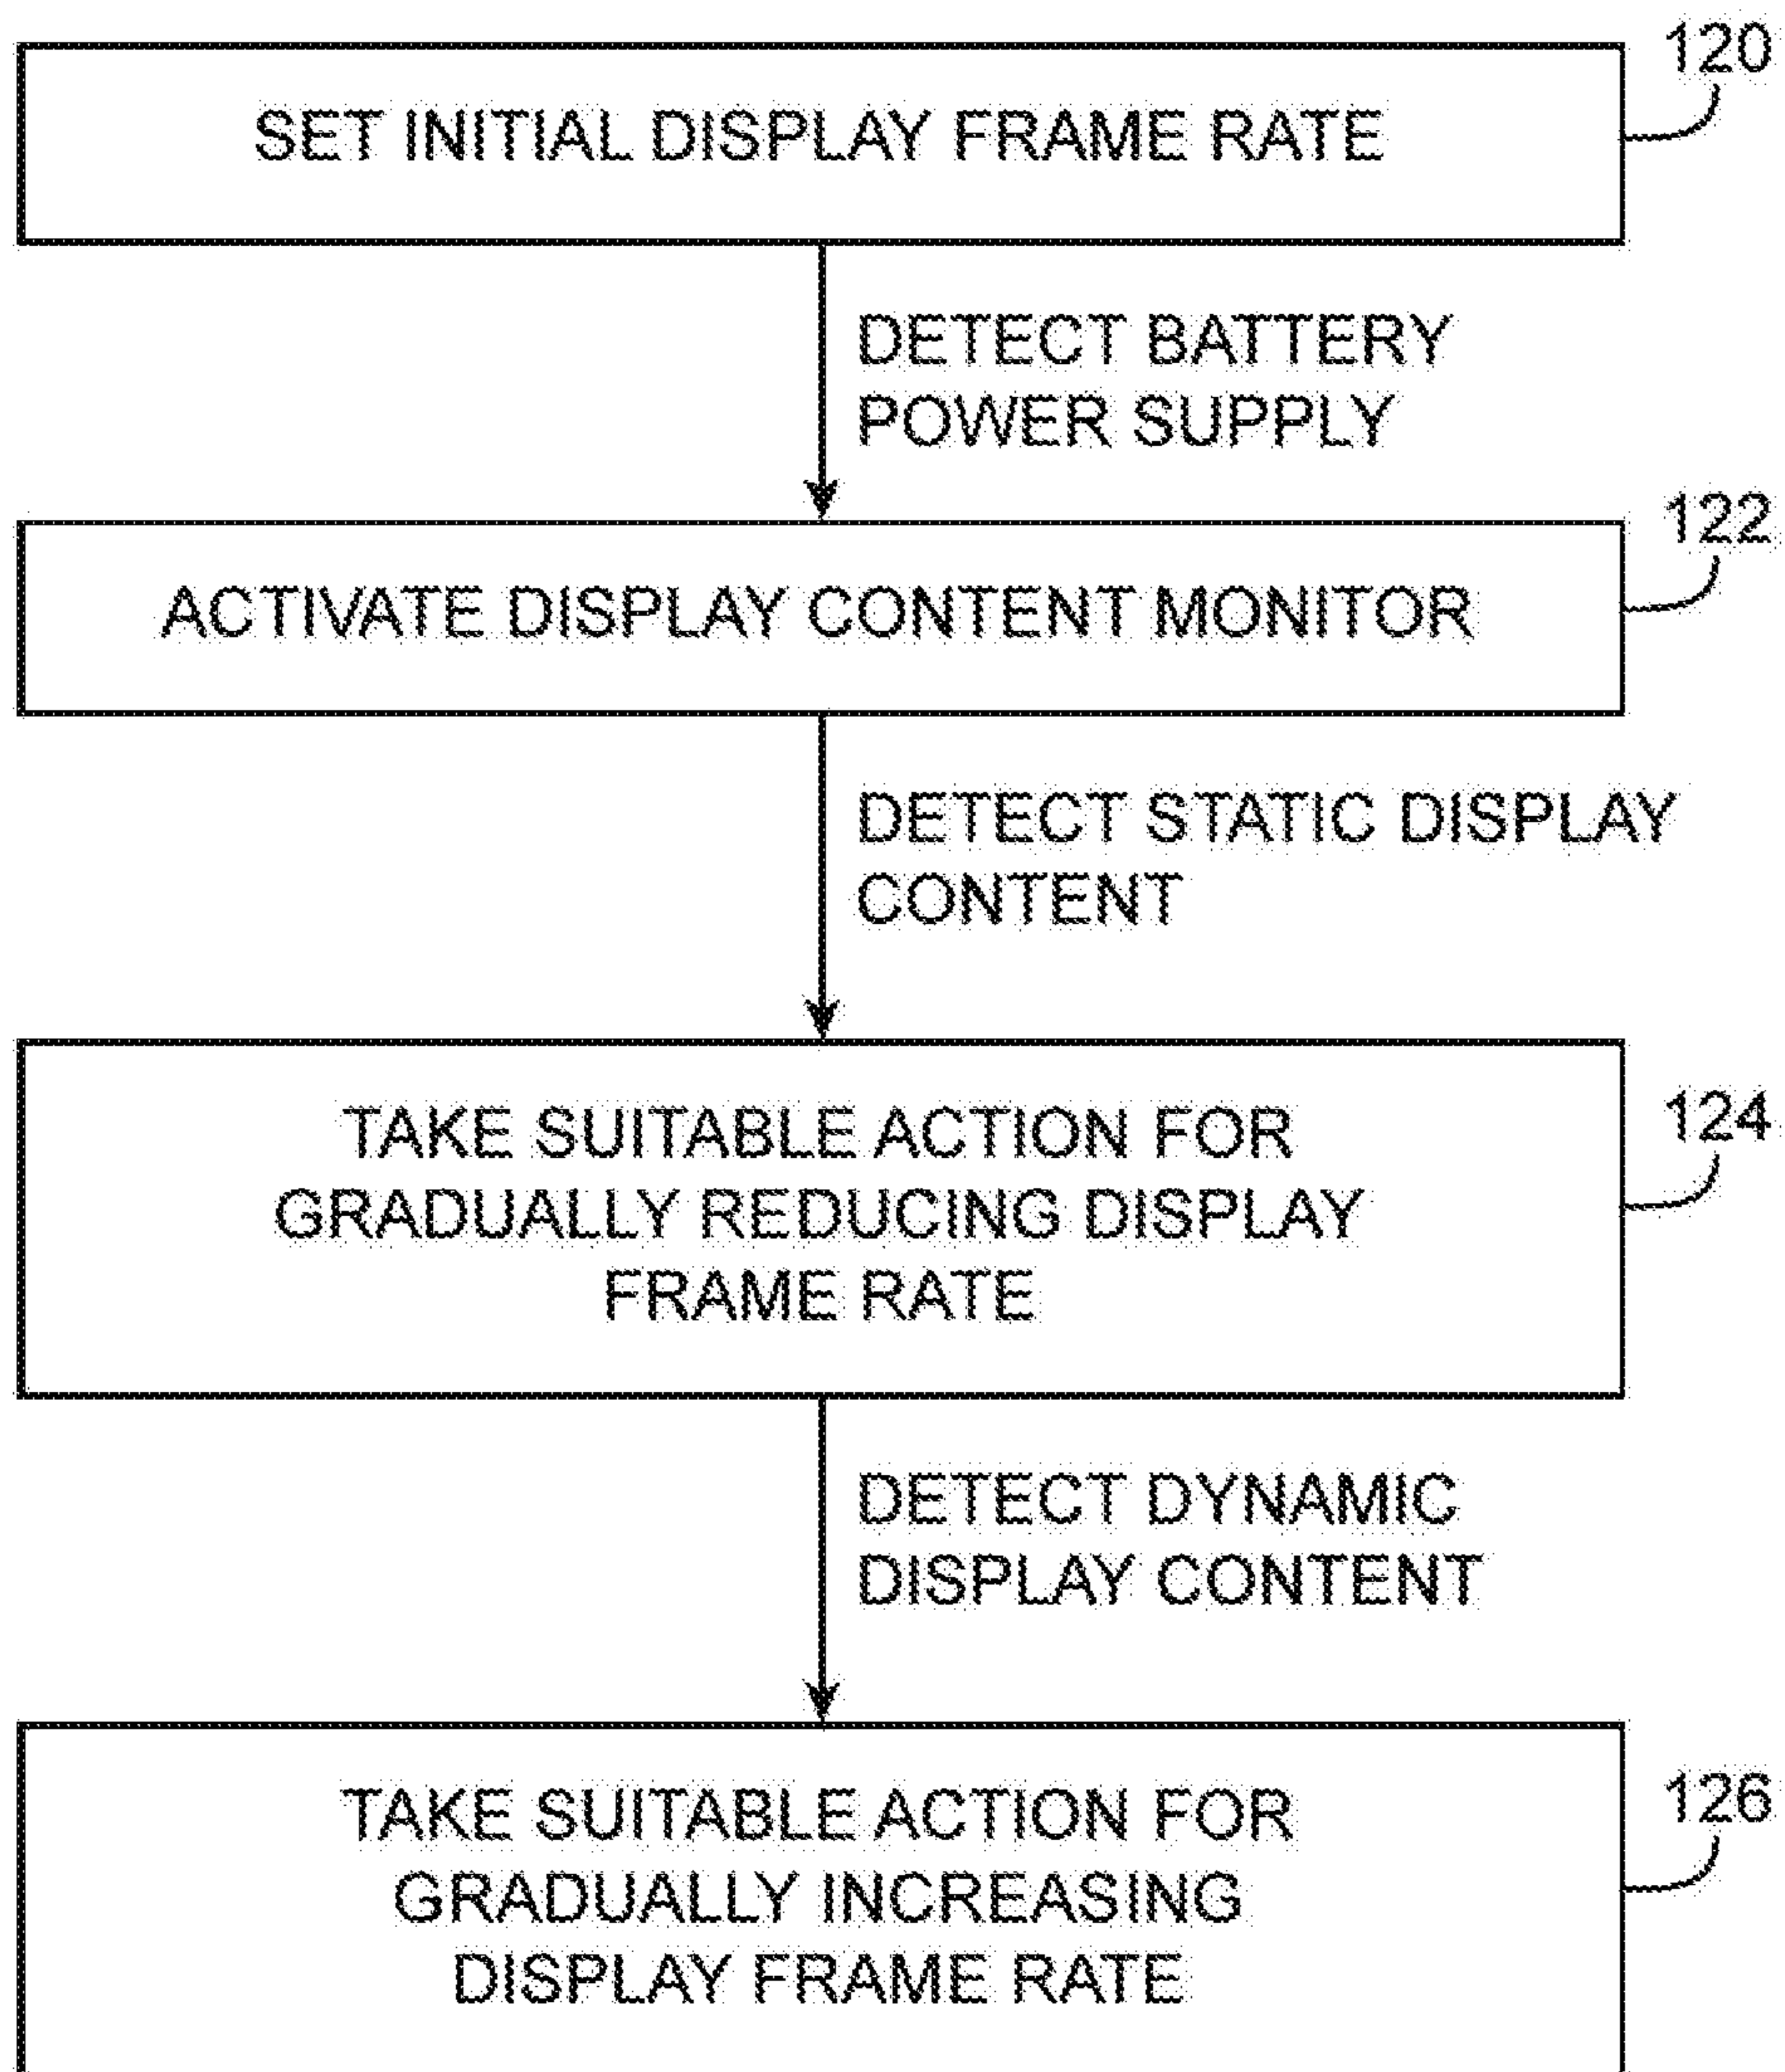 120
SET INITIAL DISPLAY FRAME RATE
DETECT BATTERY
POWER SUPPLY
122
ACTIVATE DISPLAY CONTENT MONITOR
DETECT STATIC DISPLAY
CONTENT
124
TAKE SUITABLE ACTION FOR
GRADUALLY REDUCING DISPLAY
FRAME RATE
DETECT DYNAMIC
DISPLAY CONTENT
126
TAKE SUITABLE ACTION FOR
GRADUALLY INCREASING
DISPLAY FRAME RATE